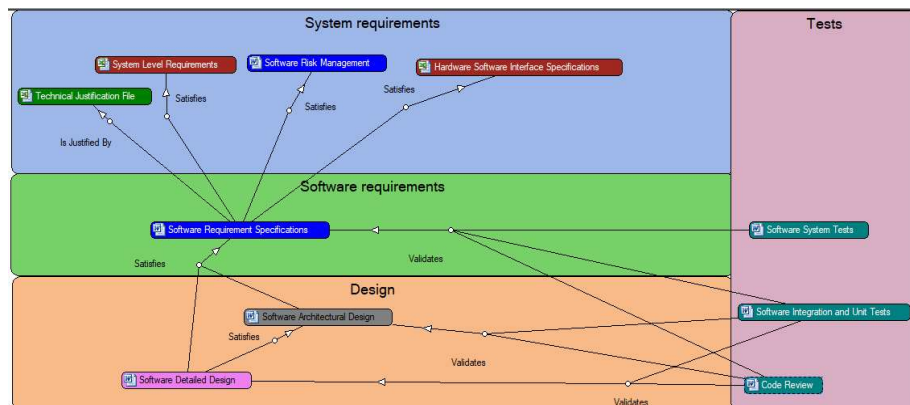 System requirements
Tests
System Level Requirements
Software Risk Management
Hardware Software Interface Specifications
Technical Justification File
Satisfies
Satisfies
Satisfies
Is Justified By
Software requirements
Software Requirement Specifications
Software System Tests
Satisfies
Validates
Design
Software Architectural Design
Software Integration and Unit Tests
Satisfies
Validates
Software Detailed Design
Code Review
Validates